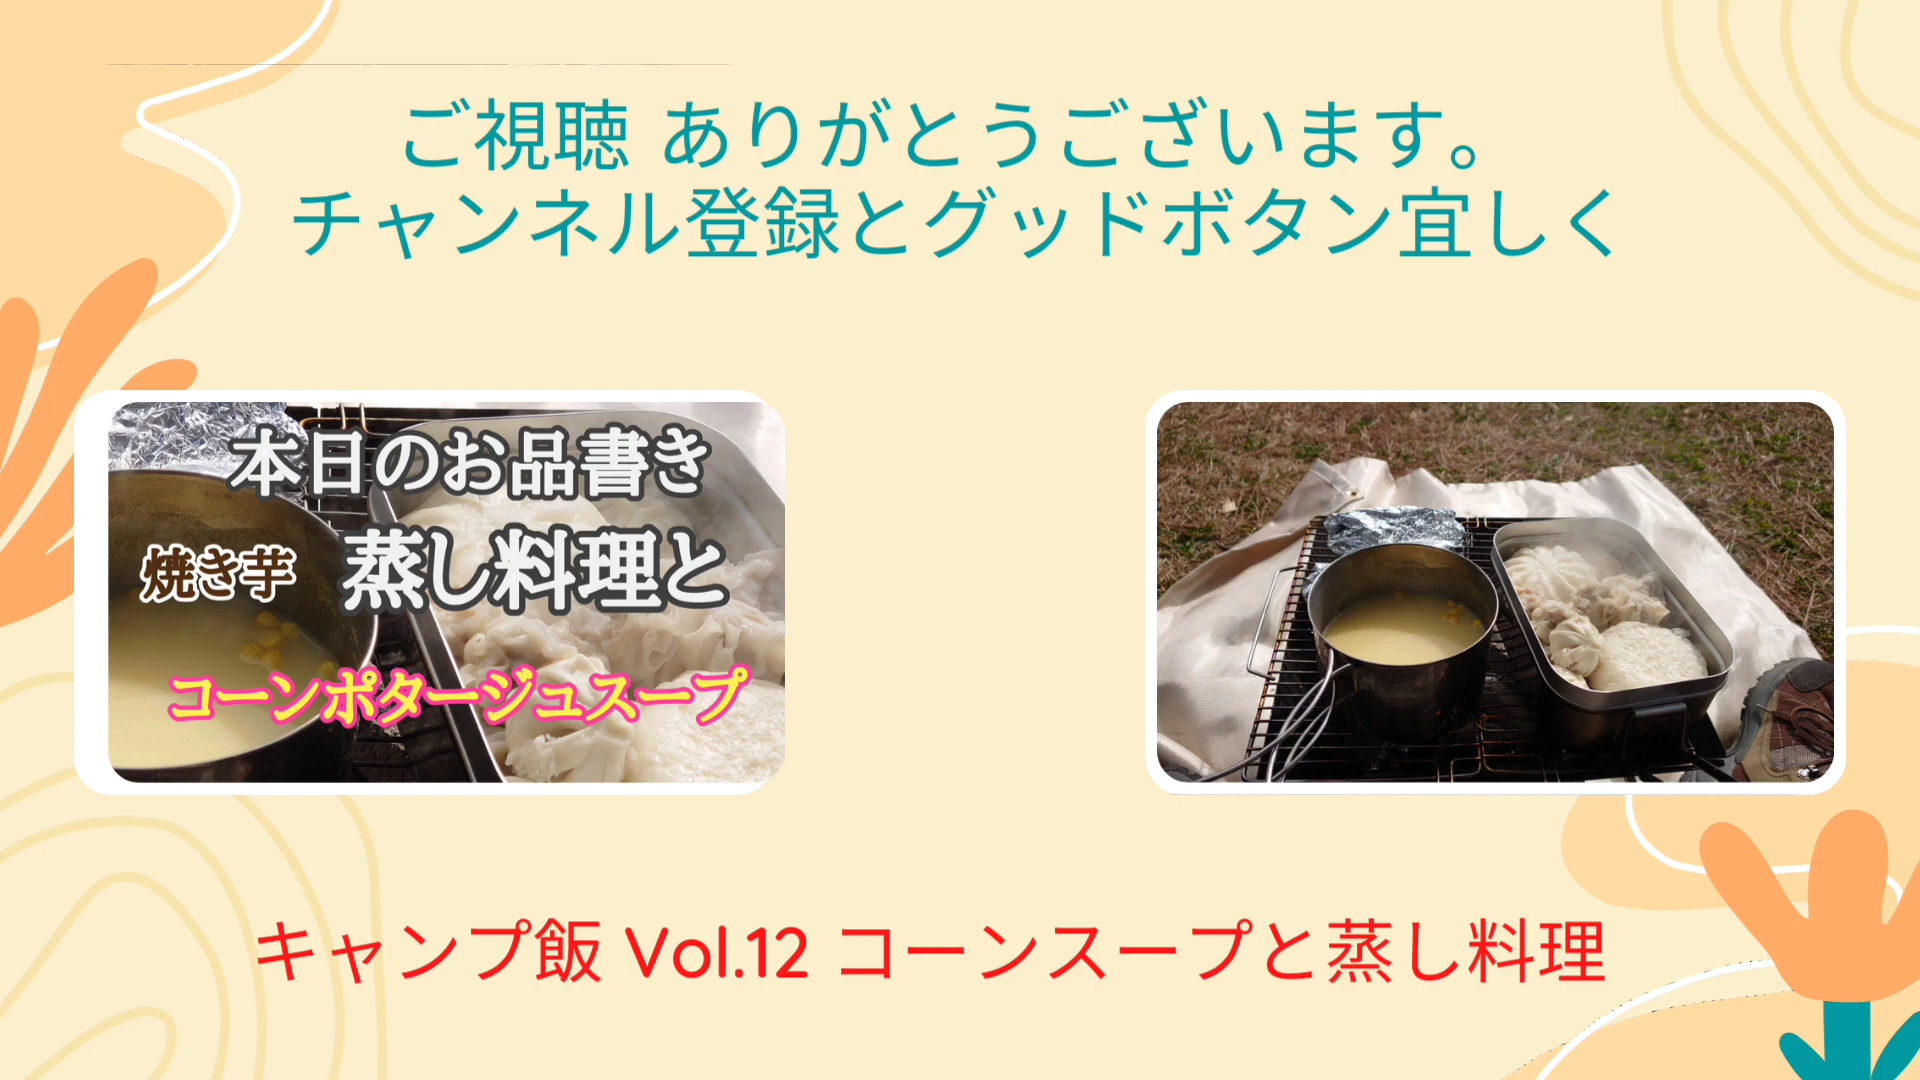 ご視聴 ありがとうございます。
チャンネル登録とグッドボタン宜しく
本日のお品書き
焼き芋 蒸し料理と
コーンポタージュスープ
キャンプ飯 Vol.12 コーンスープと蒸し料理